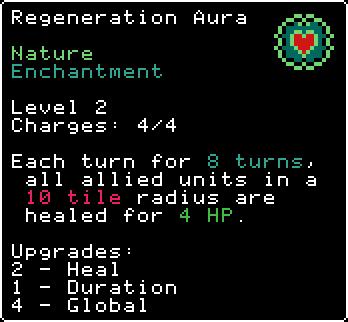 Regeneration Aura
Nature
Enchantment
Level 2
Charges: 4/4
Each turn for 8 turns,
all allied units in a
10 tile radius are
healed for 4 HP.
Upgrades:
2 - Heal
1 - Duration
4 - Global